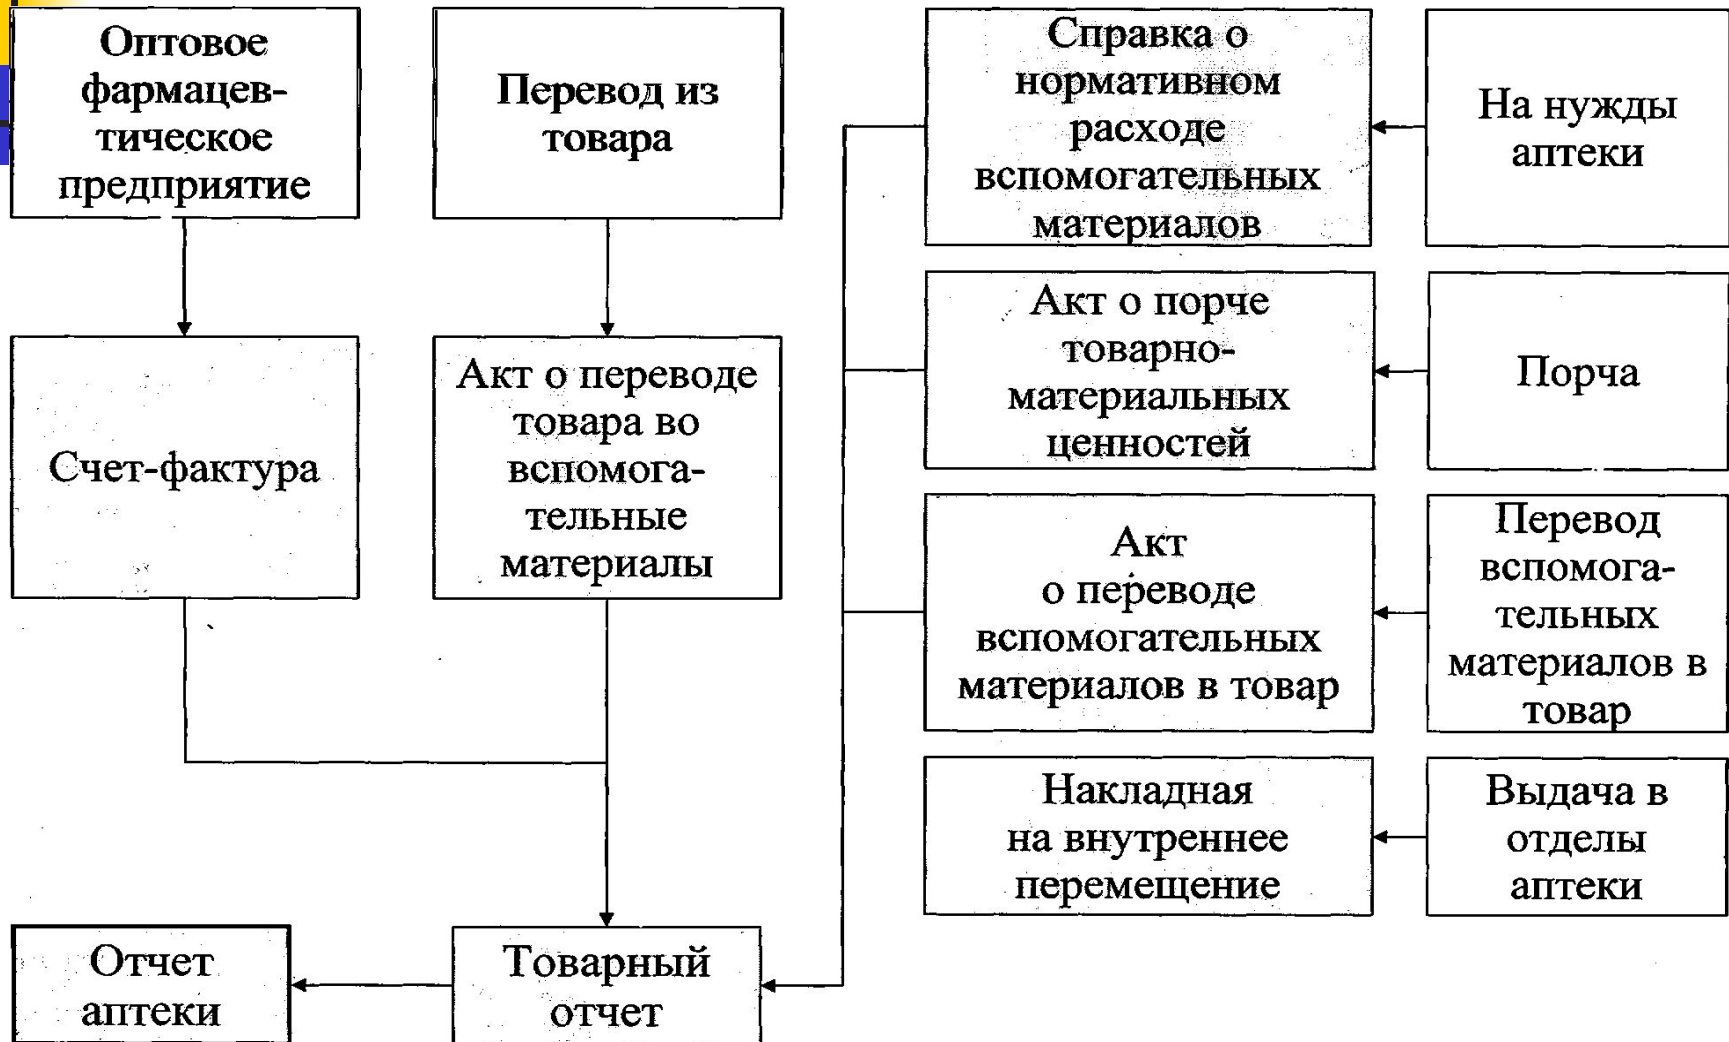 Оптовое
фармацев-
тическое
предприятие
Перевод из
товара
Справка о
нормативном
расходе
вспомогательных
материалов
На нужды
аптеки
Счет-фактура
Акт о переводе
товара во
вспомога-
тельные
материалы
Акт о порче
товарно-
материальных
ценностей
Порча
Акт
о переводе
вспомогательных
материалов в товар
Перевод
вспомога-
тельных
материалов в
товар
Накладная
на внутреннее
перемещение
Выдача в
отделы
аптеки
Отчет
аптеки
Товарный
отчет